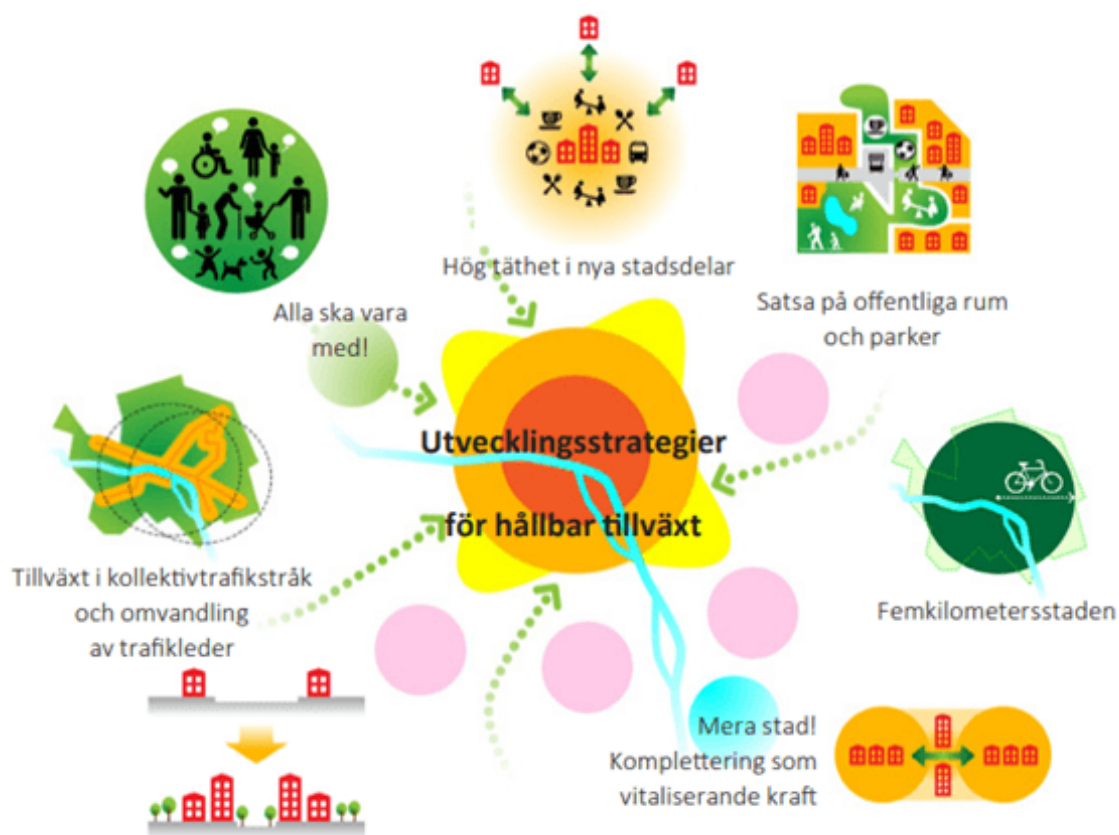 Hög täthet i nya stadsdelar
Alla ska vara
med!
Satsa på offentliga rum
och parker
Utvecklingsstrategier
för hållbar tillväxt
Tillväxt i kollektivtrafikstråk
och omvandling
av trafikleder
Femkilometersstaden
Mera stad!
Komplettering som
vitaliserande kraft